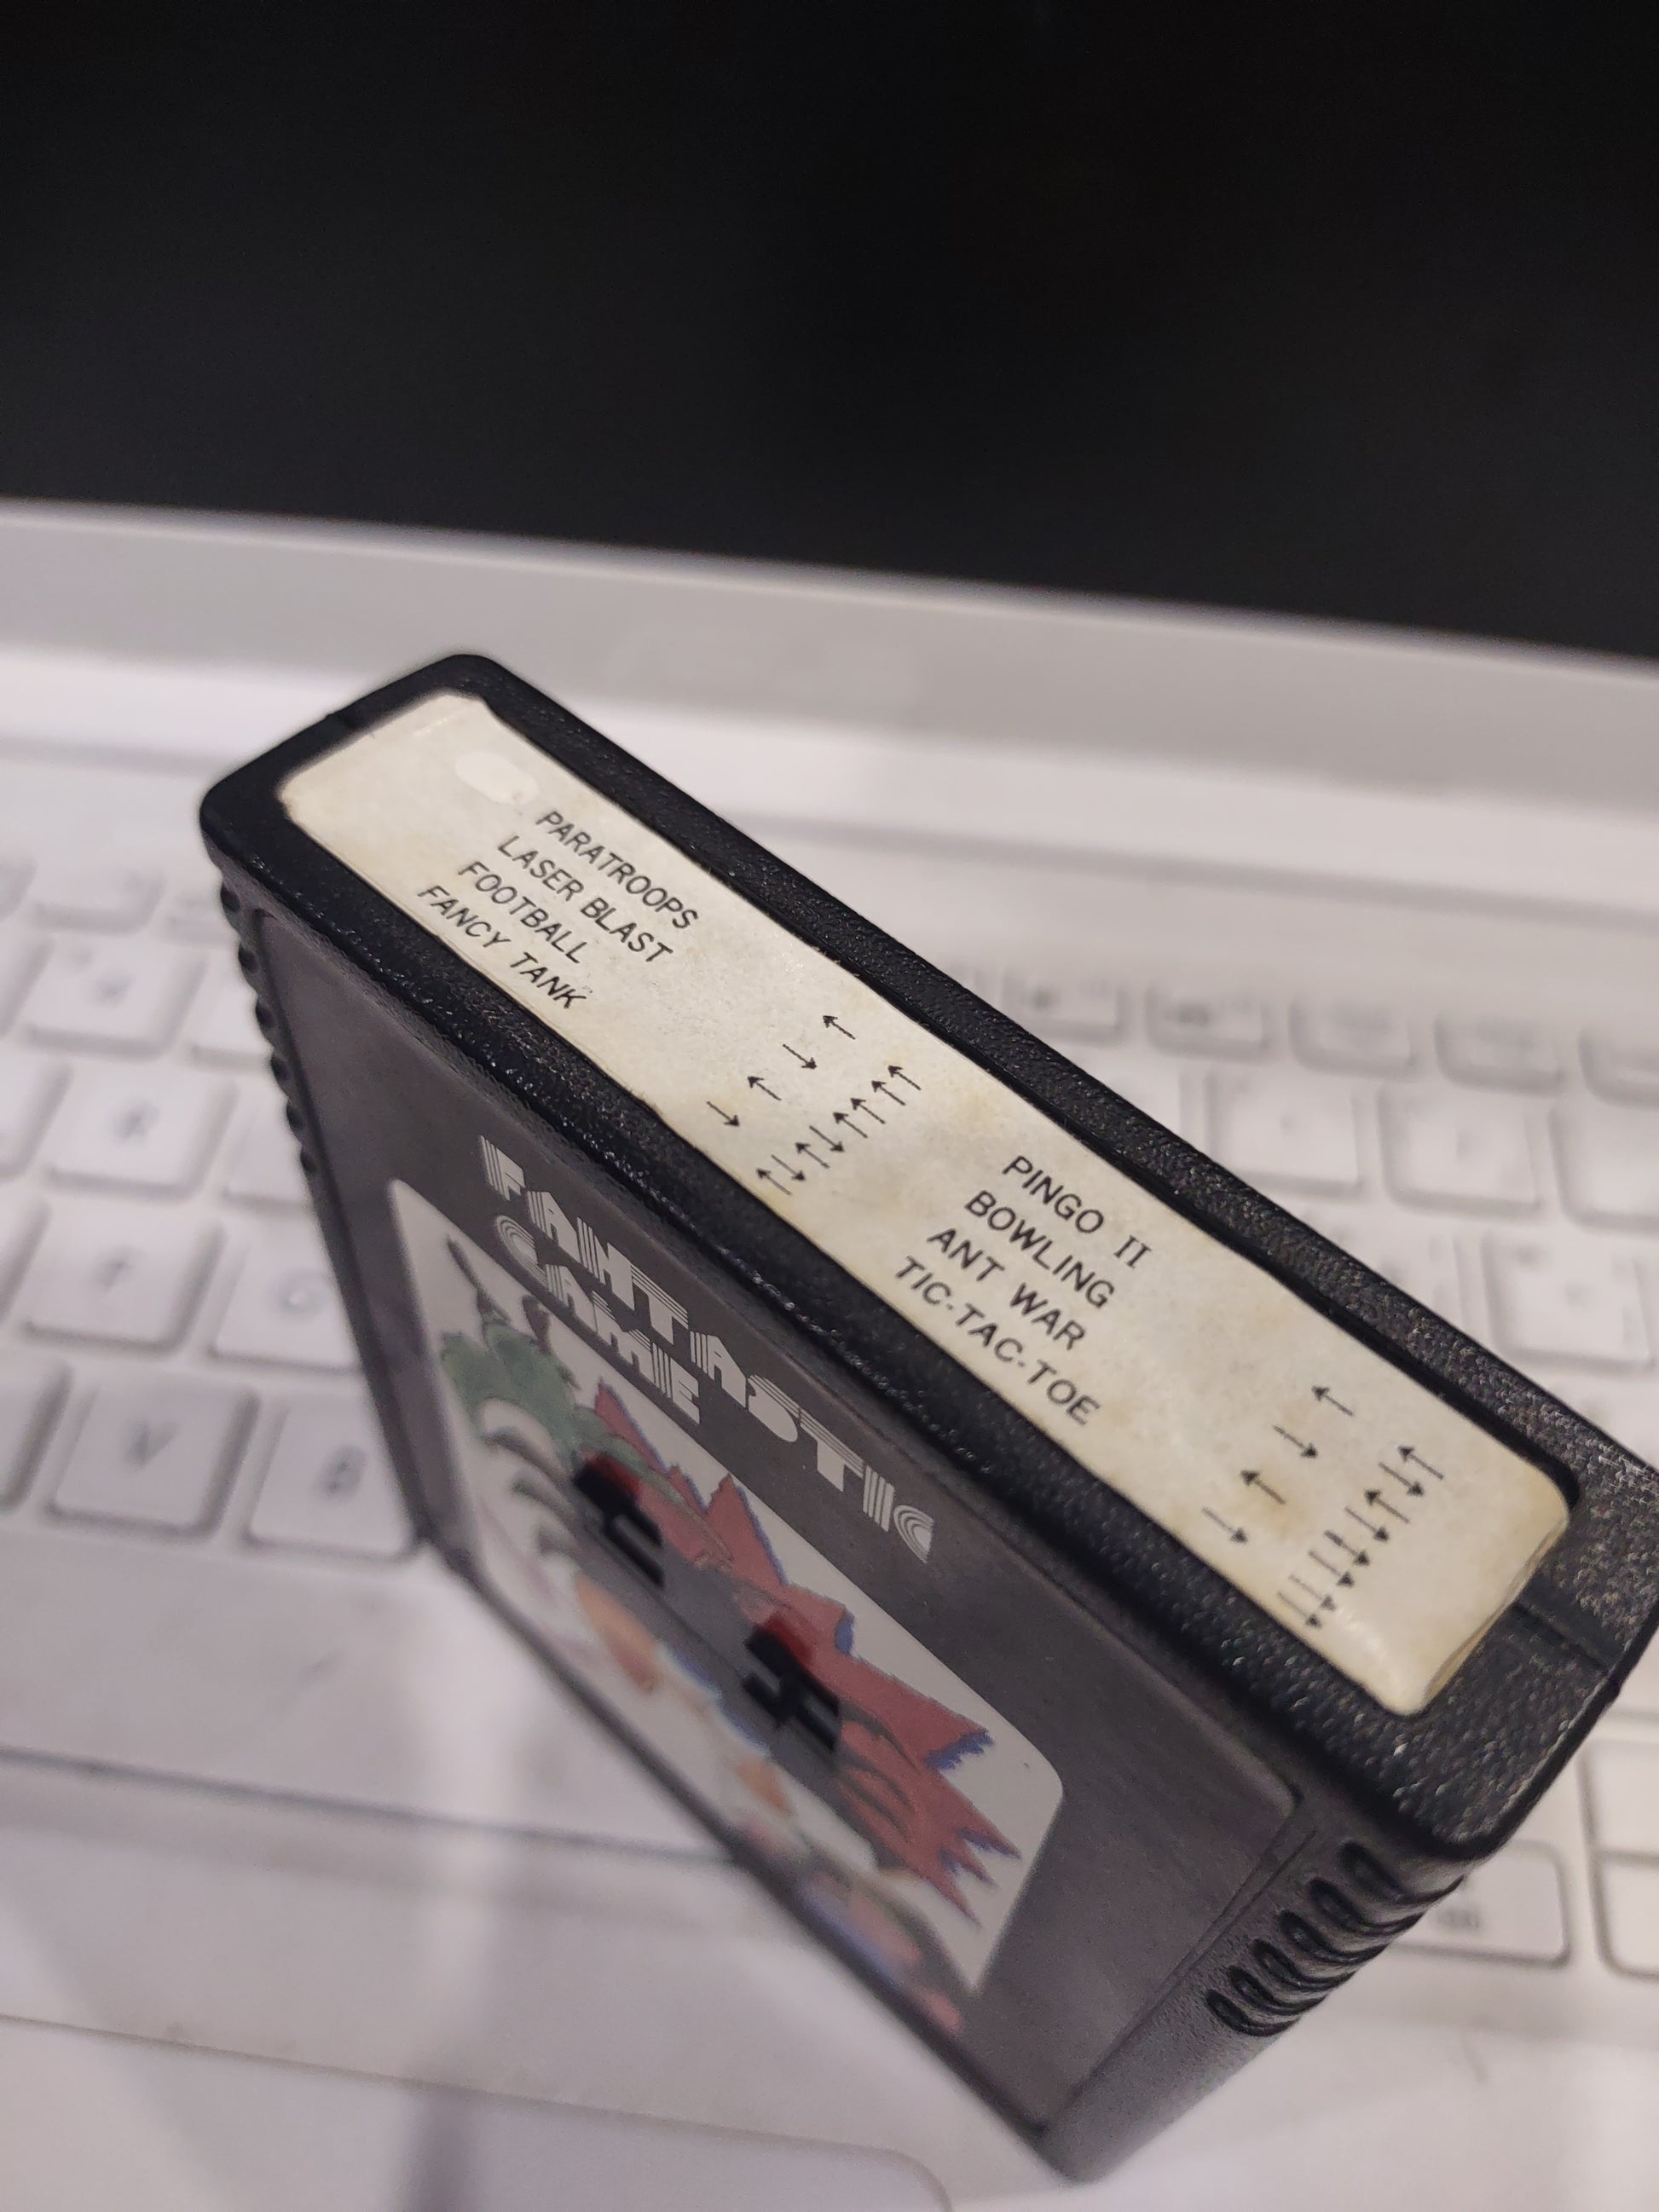 PARATROOPS
LASER BLAST
FOOTBALL
FANCY TANK
PINGO II
BOWLING
ANT WAR
TIC-TAC-TOE
FANTASTIC
GAME